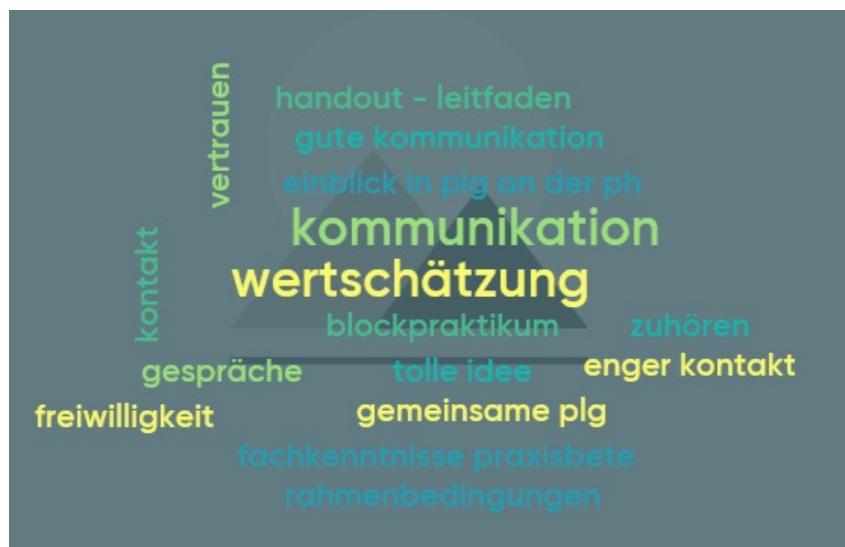 vertrauen
handout - leitfaden
gute kommunikation
einblick in plg an der ph
kommunikation
kontakt
wertschätzung
blockpraktikum
zuhören
gespräche
tolle idee
enger kontakt
freiwilligkeit
gemeinsame plg
fachkenntnisse praxisbete
rahmenbedingungen